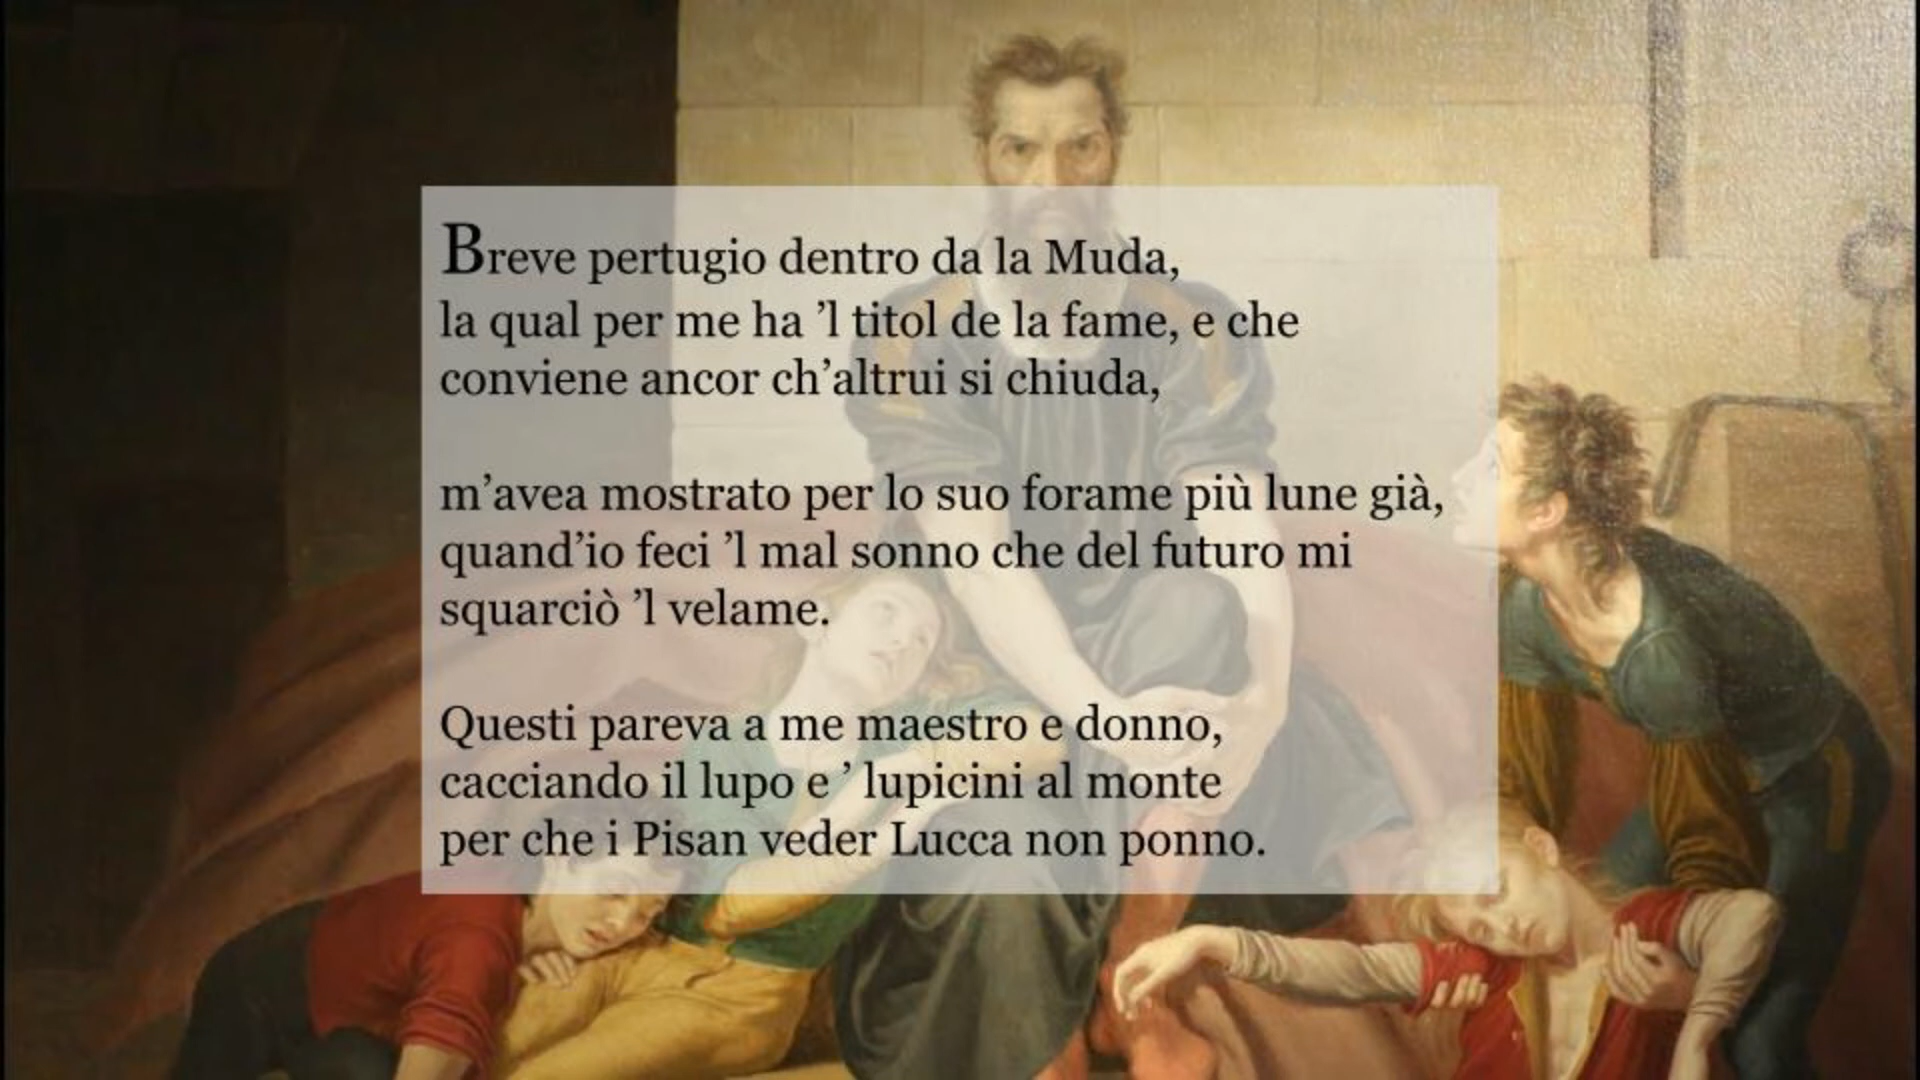 Breve pertugio dentro da la Muda,
la qual per me ha ’l titol de la fame, e che
conviene ancor ch’altrui si chiuda,
m’avea mostrato per lo suo forame più lune già,
quand’io feci ’l mal sonno che del futuro mi
squarciò ’l velame.
Questi pareva a me maestro e donno,
cacciando il lupo e ’ lupicini al monte
per che i Pisan veder Lucca non ponno.